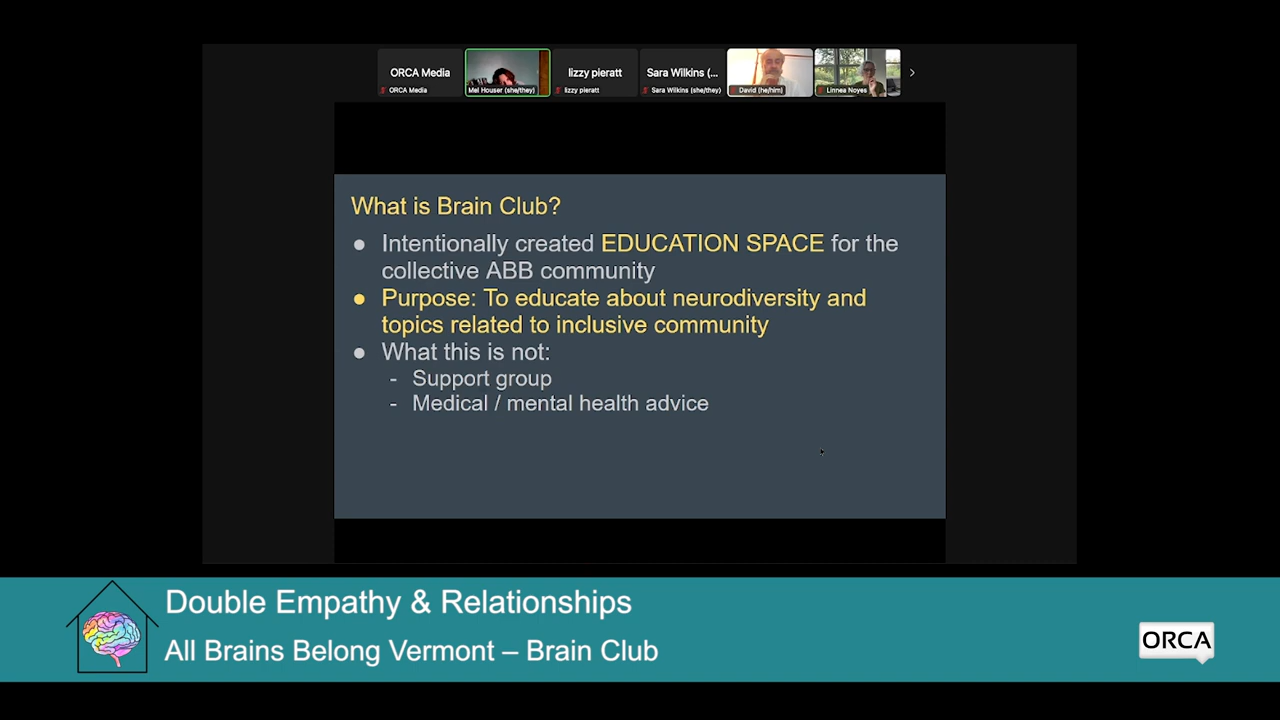 ORCA Media
lizzy pieratt
Sara Wilkins (...
ORCA Media
Mel Houser (she/they)
lizzy pieratt
Sara Wilkins (she/they)
David (he/him)
Linnea Noyes
What is Brain Club?
● Intentionally created EDUCATION SPACE for the
collective ABB community
● Purpose: To educate about neurodiversity and
topics related to inclusive community
● What this is not:
- Support group
- Medical / mental health advice
Double Empathy & Relationships
All Brains Belong Vermont – Brain Club
ORCA